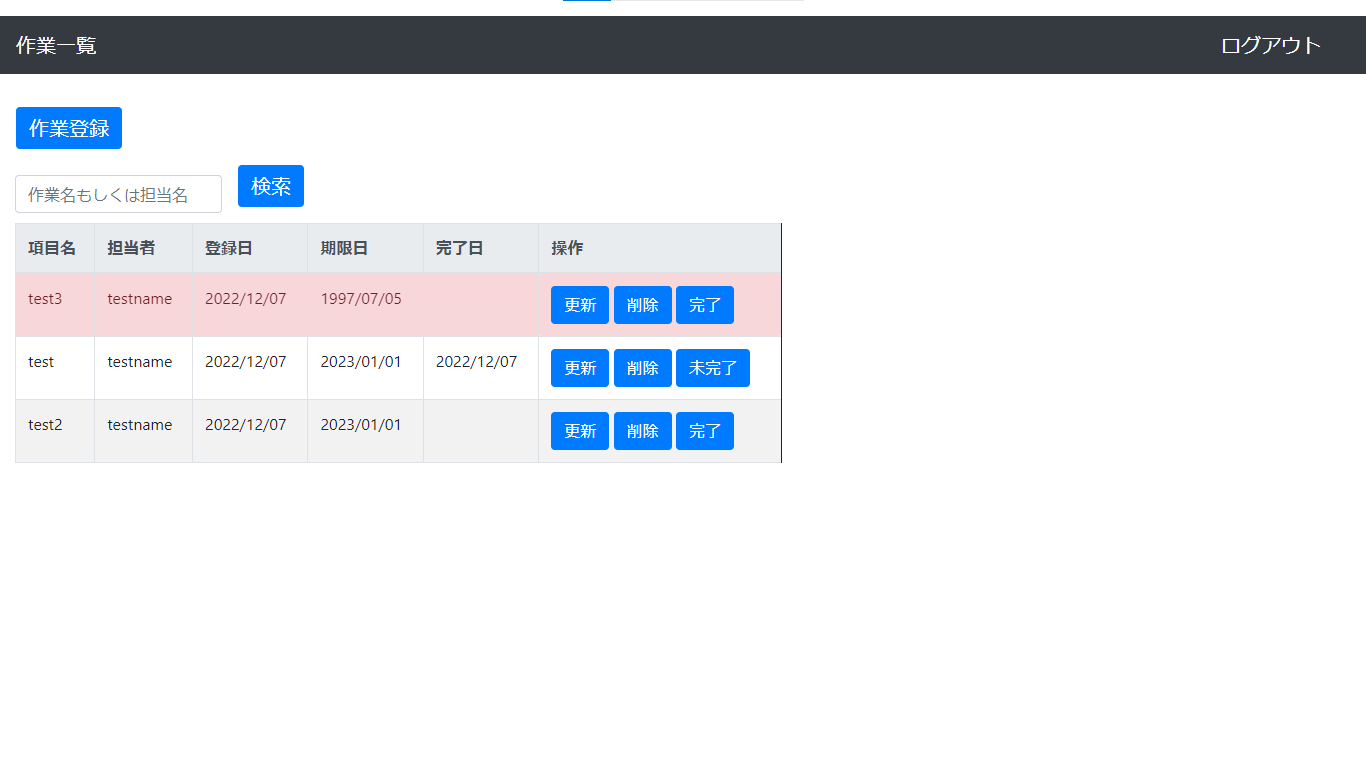 作業一覧 ログアウト
作業登録
作業名もしくは担当名 検索
項目名 担当者 登録日 期限日 完了日 操作
test3 testname 2022/12/07 1997/07/05 更新 削除 完了
test testname 2022/12/07 2023/01/01 2022/12/07 更新 削除 未完了
test2 testname 2022/12/07 2023/01/01 更新 削除 完了